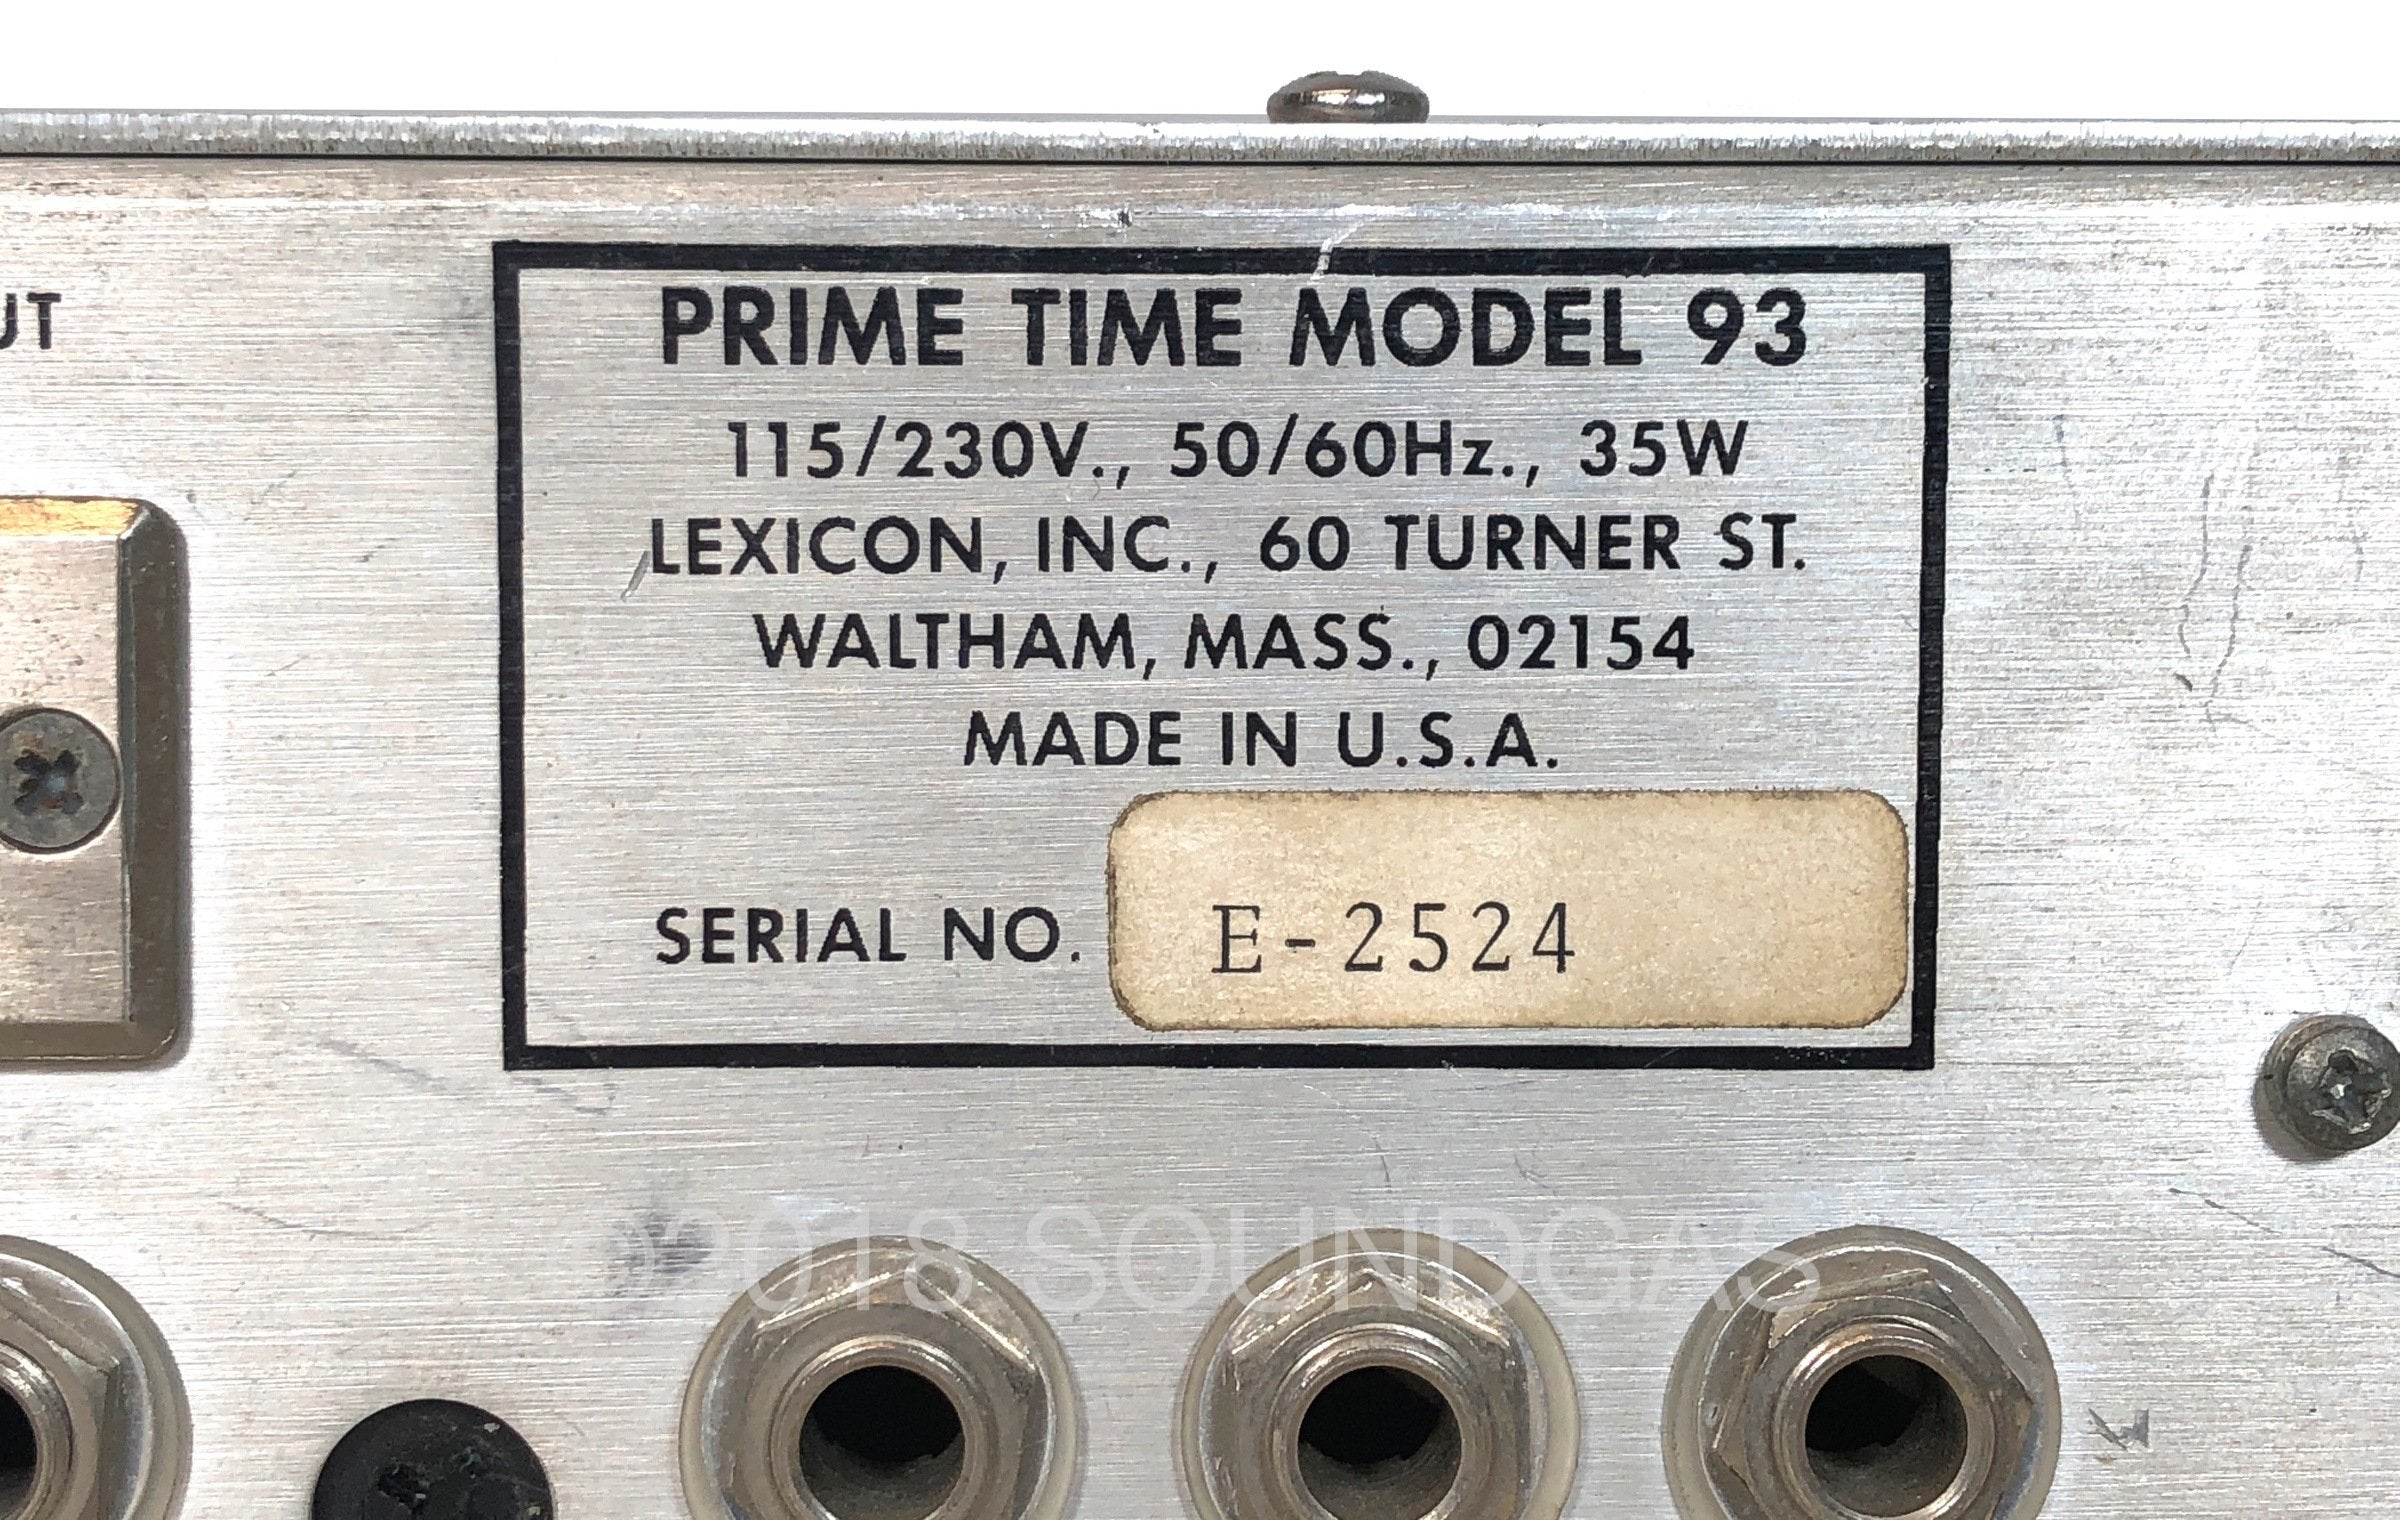 PRIME TIME MODEL 93
115/230V., 50/60Hz., 35W
LEXICON, INC., 60 TURNER ST.
WALTHAM, MASS., 02154
MADE IN U.S.A.
SERIAL NO. E-2524
©2018 SOUNDGAS